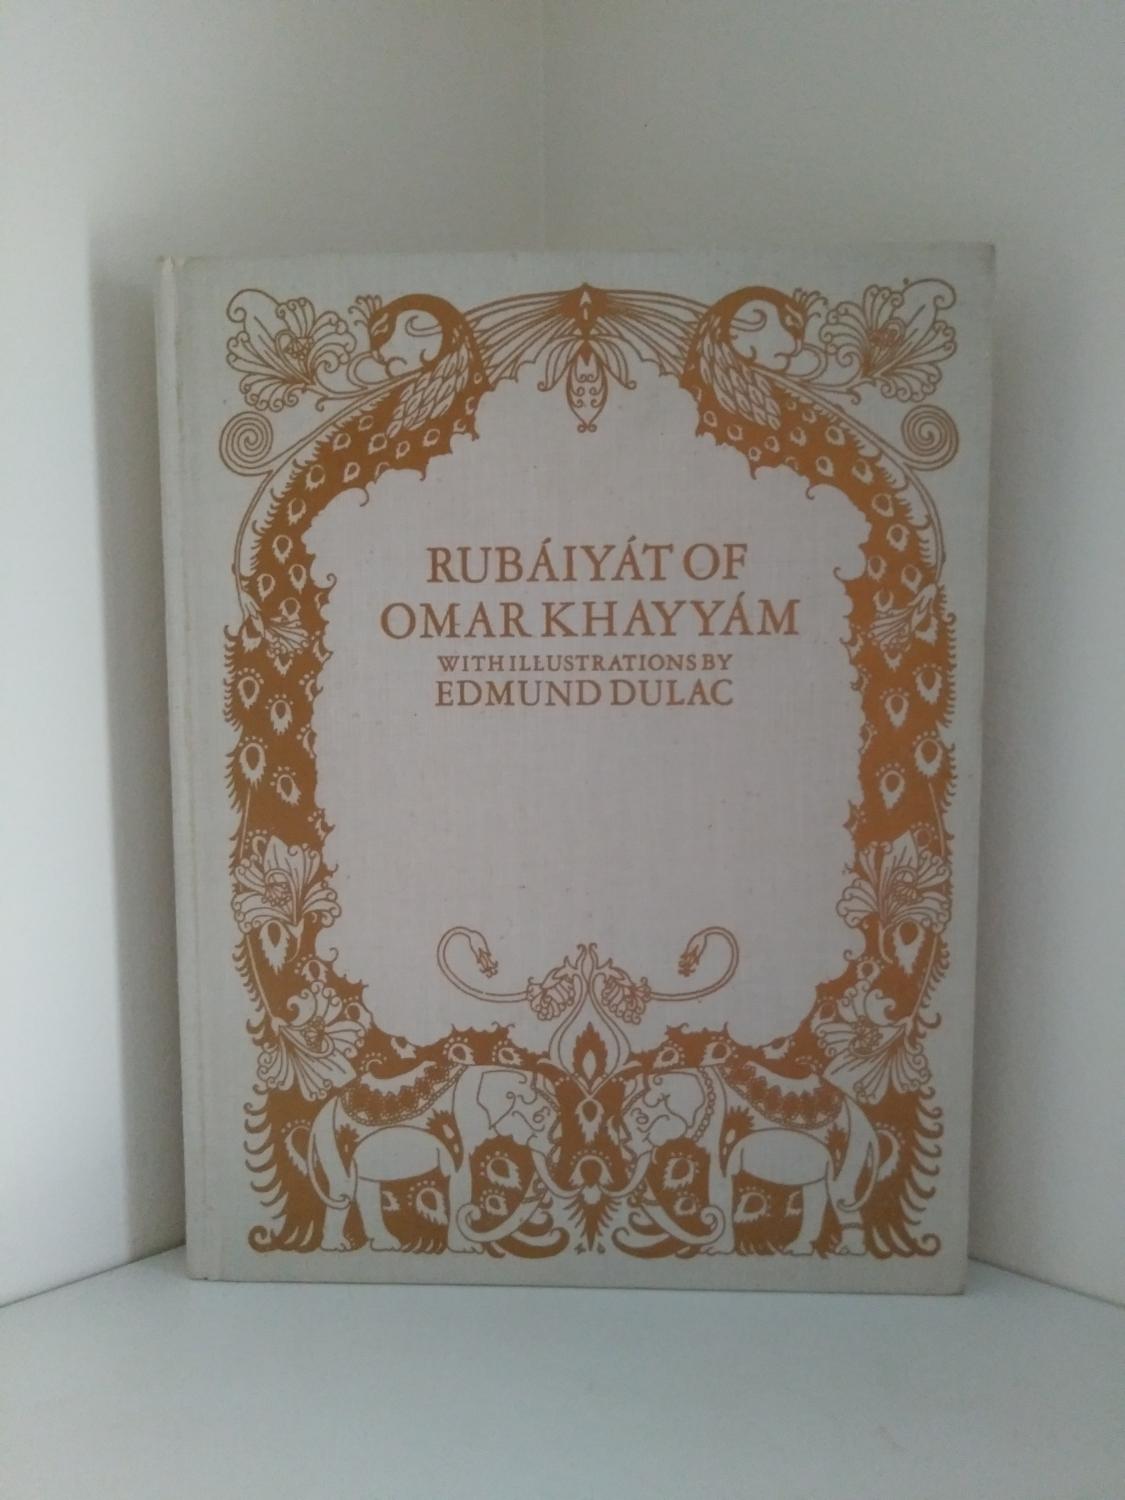 RUBÁIYÁT OF
OMAR KHAYYÁM
WITH ILLUSTRATIONS BY
EDMUND DULAC